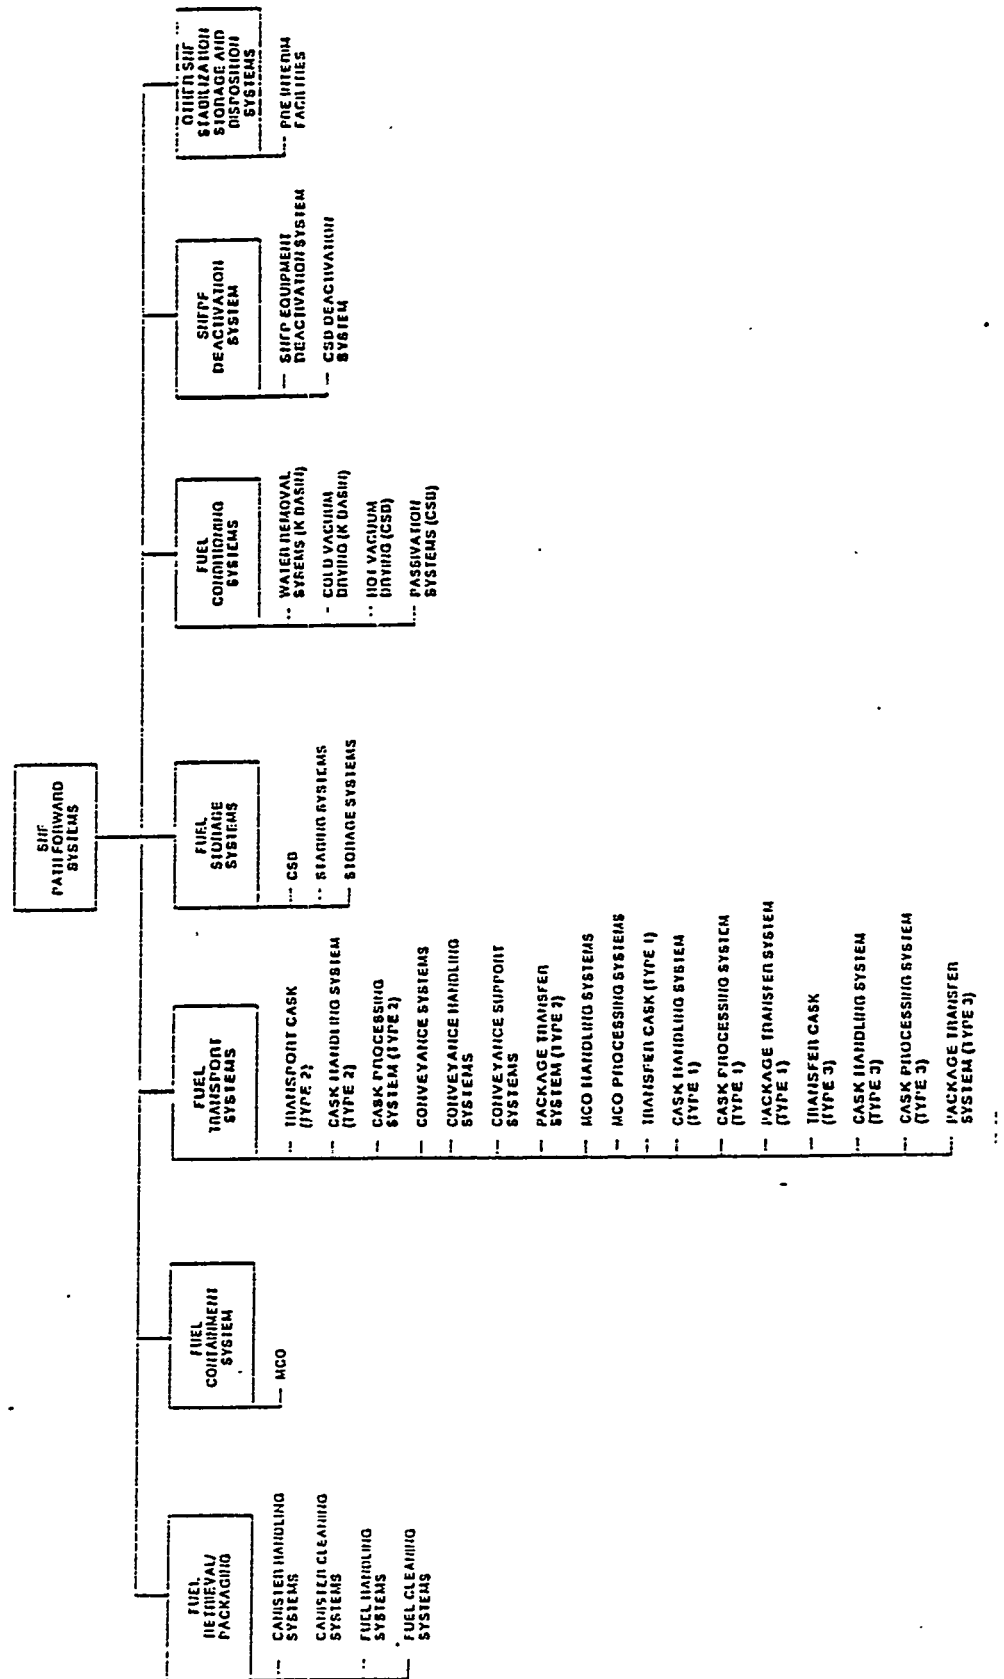 SNF
PATH FORWARD
SYSTEMS
FUEL
RETRIEVAL/
PACKAGING
CANISTER HANDLING
SYSTEMS
CANISTER CLEANING
SYSTEMS
FUEL HANDLING
SYSTEMS
FUEL CLEANING
SYSTEMS
FUEL
CONTAINMENT
SYSTEM
MCO
FUEL
TRANSPORT
SYSTEMS
TRANSPORT CASK
(TYPE 2)
CASK HANDLING SYSTEM
(TYPE 2)
CASK PROCESSING
SYSTEM (TYPE 2)
CONVEYANCE SYSTEMS
CONVEYANCE HANDLING
SYSTEMS
CONVEYANCE SUPPORT
SYSTEMS
PACKAGE TRANSFER
SYSTEM (TYPE 2)
MCO HANDLING SYSTEMS
MCO PROCESSING SYSTEMS
TRANSFER CASK (TYPE 1)
CASK HANDLING SYSTEM
(TYPE 1)
CASK PROCESSING SYSTEM
(TYPE 1)
PACKAGE TRANSFER SYSTEM
(TYPE 1)
TRANSFER CASK
(TYPE 3)
CASK HANDLING SYSTEM
(TYPE 3)
CASK PROCESSING SYSTEM
(TYPE 3)
PACKAGE TRANSFER
SYSTEM (TYPE 3)
FUEL
STORAGE
SYSTEMS
CSB
STAGING SYSTEMS
STORAGE SYSTEMS
FUEL
CONDITIONING
SYSTEMS
WATER REMOVAL
SYREMS (K BASIN)
COLD VACUUM
DRYING (K BASIN)
HOT VACUUM
DRYING (CSB)
PASSIVATION
SYSTEMS (CSB)
SNFPF
DEACTIVATION
SYSTEM
SNFP EQUIPMENT
DEACTIVATION SYSTEM
CSB DEACTIVATION
SYSTEM
OTHER SNF
STABILIZATION
STORAGE AND
DISPOSITION
SYSTEMS
PRE INTERIM
FACILITIES